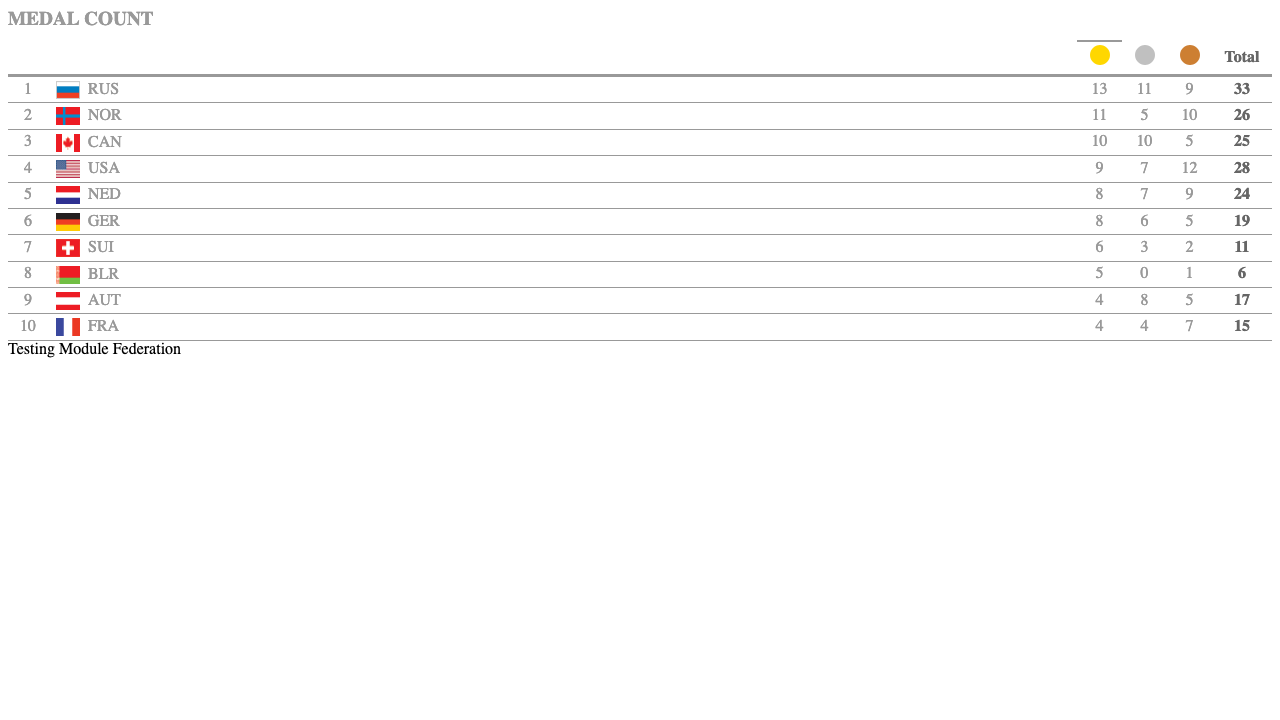 MEDAL COUNT
Total
1 RUS 13 11 9 33
2 NOR 11 5 10 26
3 CAN 10 10 5 25
4 USA 9 7 12 28
5 NED 8 7 9 24
6 GER 8 6 5 19
7 SUI 6 3 2 11
8 BLR 5 0 1 6
9 AUT 4 8 5 17
10 FRA 4 4 7 15
Testing Module Federation